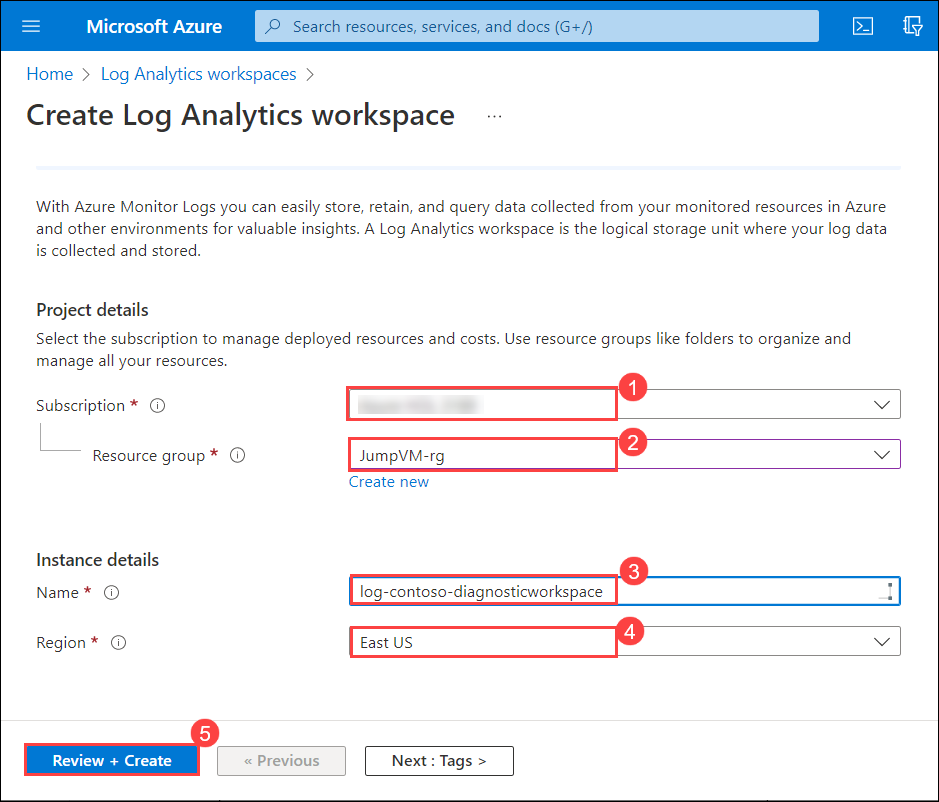 Microsoft Azure
Search resources, services, and docs (G+/)
Home > Log Analytics workspaces >
Create Log Analytics workspace ...
With Azure Monitor Logs you can easily store, retain, and query data collected from your monitored resources in Azure
and other environments for valuable insights. A Log Analytics workspace is the logical storage unit where your log data
is collected and stored.
Project details
Select the subscription to manage deployed resources and costs. Use resource groups like folders to organize and
manage all your resources.
Subscription * 1
Resource group * JumpVM-rg 2
Create new
Instance details
Name * log-contoso-diagnosticworkspace 3
Region * East US 4
5
Review + Create « Previous Next : Tags >